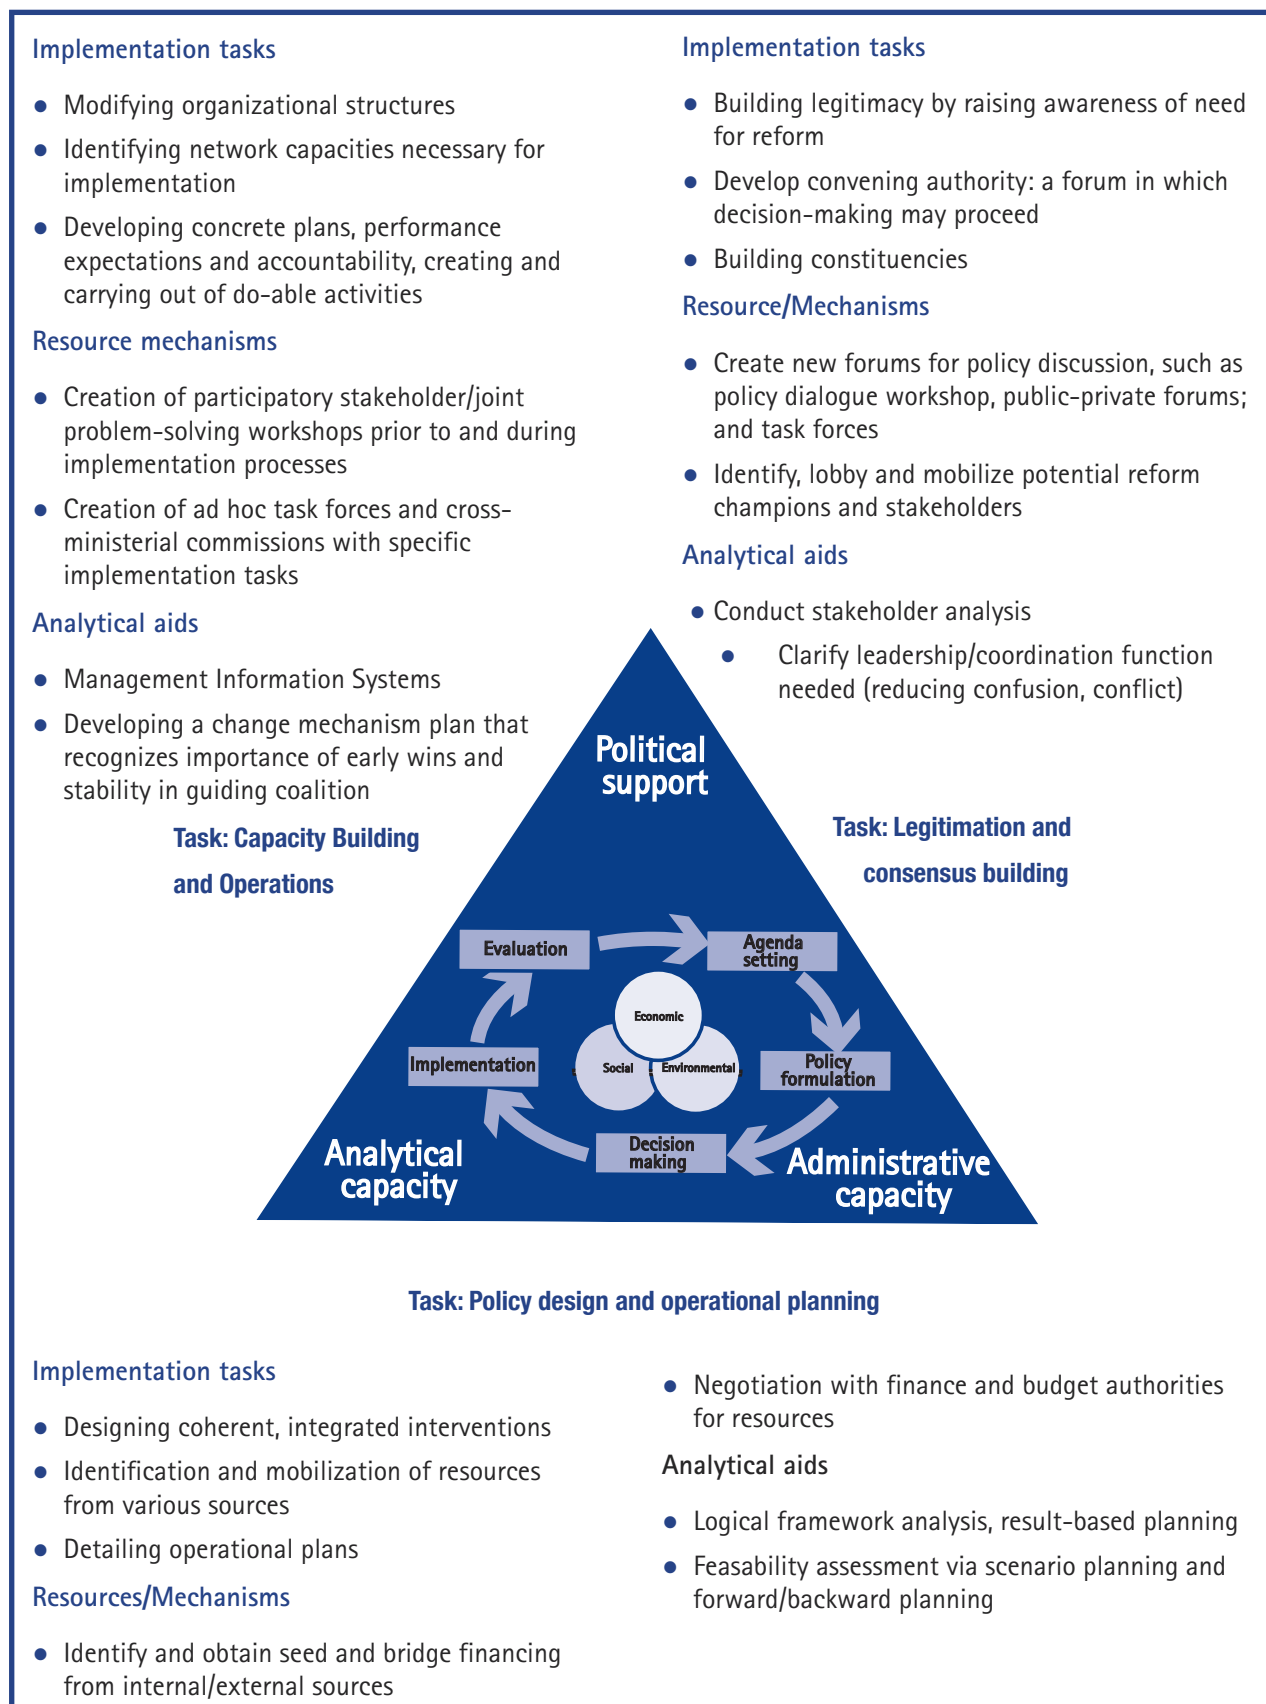 Implementation tasks
● Modifying organizational structures
● Identifying network capacities necessary for
implementation
● Developing concrete plans, performance
expectations and accountability, creating and
carrying out of do-able activities
Resource mechanisms
● Creation of participatory stakeholder/joint
problem-solving workshops prior to and during
implementation processes
● Creation of ad hoc task forces and cross-
ministerial commissions with specific
implementation tasks
Analytical aids
● Management Information Systems
● Developing a change mechanism plan that
recognizes importance of early wins and
stability in guiding coalition
Task: Capacity Building
and Operations
Implementation tasks
● Building legitimacy by raising awareness of need
for reform
● Develop convening authority: a forum in which
decision-making may proceed
● Building constituencies
Resource/Mechanisms
● Create new forums for policy discussion, such as
policy dialogue workshop, public-private forums;
and task forces
● Identify, lobby and mobilize potential reform
champions and stakeholders
Analytical aids
● Conduct stakeholder analysis
● Clarify leadership/coordination function
needed (reducing confusion, conflict)
Task: Legitimation and
consensus building
Political
support
Evaluation
Agenda
setting
Economic
Social
Environmental
Implementation
Policy
formulation
Decision
making
Analytical
capacity
Administrative
capacity
Task: Policy design and operational planning
Implementation tasks
● Designing coherent, integrated interventions
● Identification and mobilization of resources
from various sources
● Detailing operational plans
Resources/Mechanisms
● Identify and obtain seed and bridge financing
from internal/external sources
● Negotiation with finance and budget authorities
for resources
Analytical aids
● Logical framework analysis, result-based planning
● Feasability assessment via scenario planning and
forward/backward planning